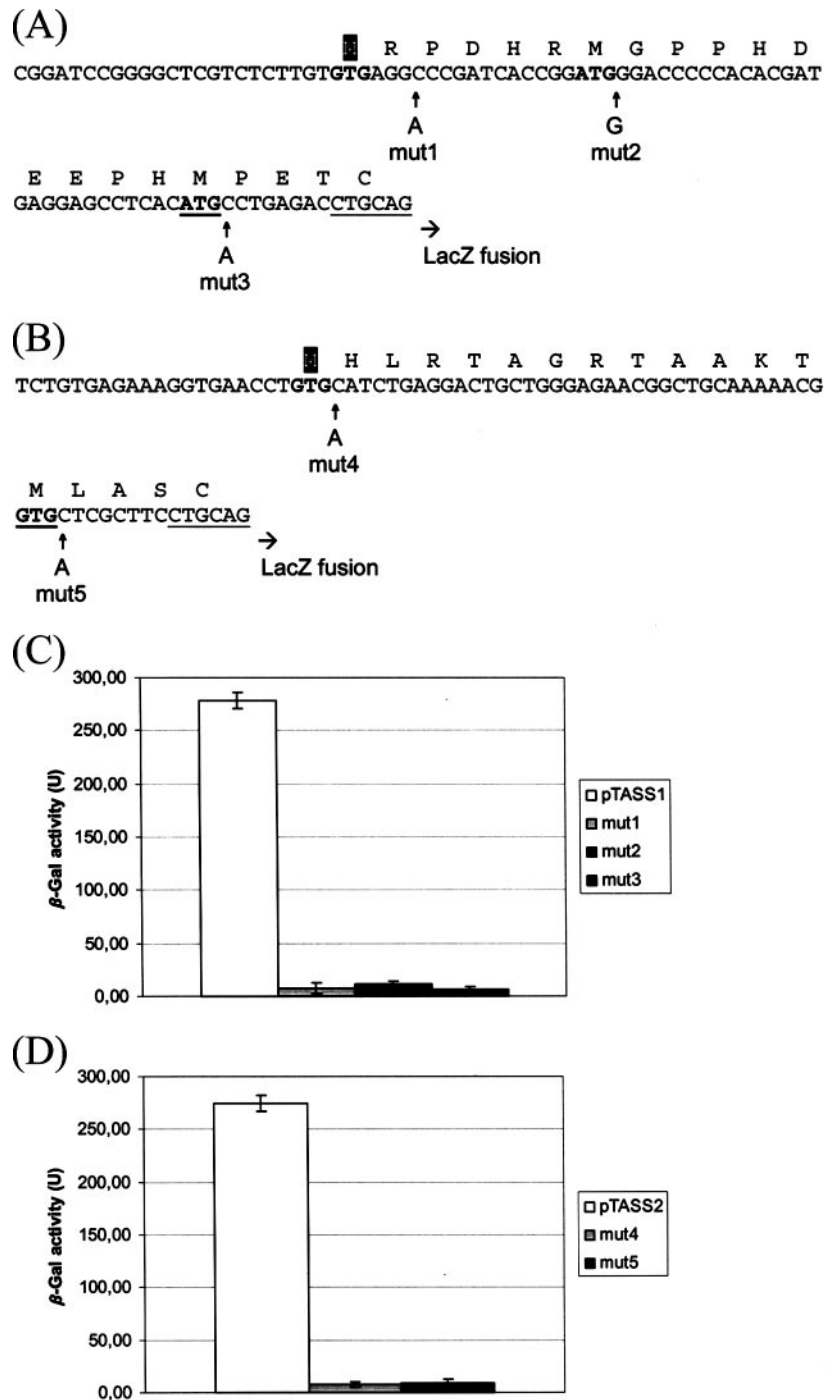 (A)
R P D H R M G P P H D
CGGATCCGGGGCTCGTCTCTTGTGTGAGGCCCGATCACCGGATGGGACCCCCACACGAT
A G
mut1 mut2
E E P H M P E T C
GAGGAGCCTCACATGCCTGAGACCTGCAG
A → LacZ fusion
mut3
(B)
H L R T A G R T A A K T
TCTGTGAGAAAGGTGAACCTGTGCATCTGAGGACTGCTGGGAGAACGGCTGCAAAAACG
A
mut4
M L A S C
GTGCTCGCTTCCTGCAG
A → LacZ fusion
mut5
(C)
300,00
250,00
200,00
150,00
100,00
50,00
0,00
β-Gal activity (U)
pTASS1
mut1
mut2
mut3
(D)
300,00
250,00
200,00
150,00
100,00
50,00
0,00
β-Gal activity (U)
pTASS2
mut4
mut5